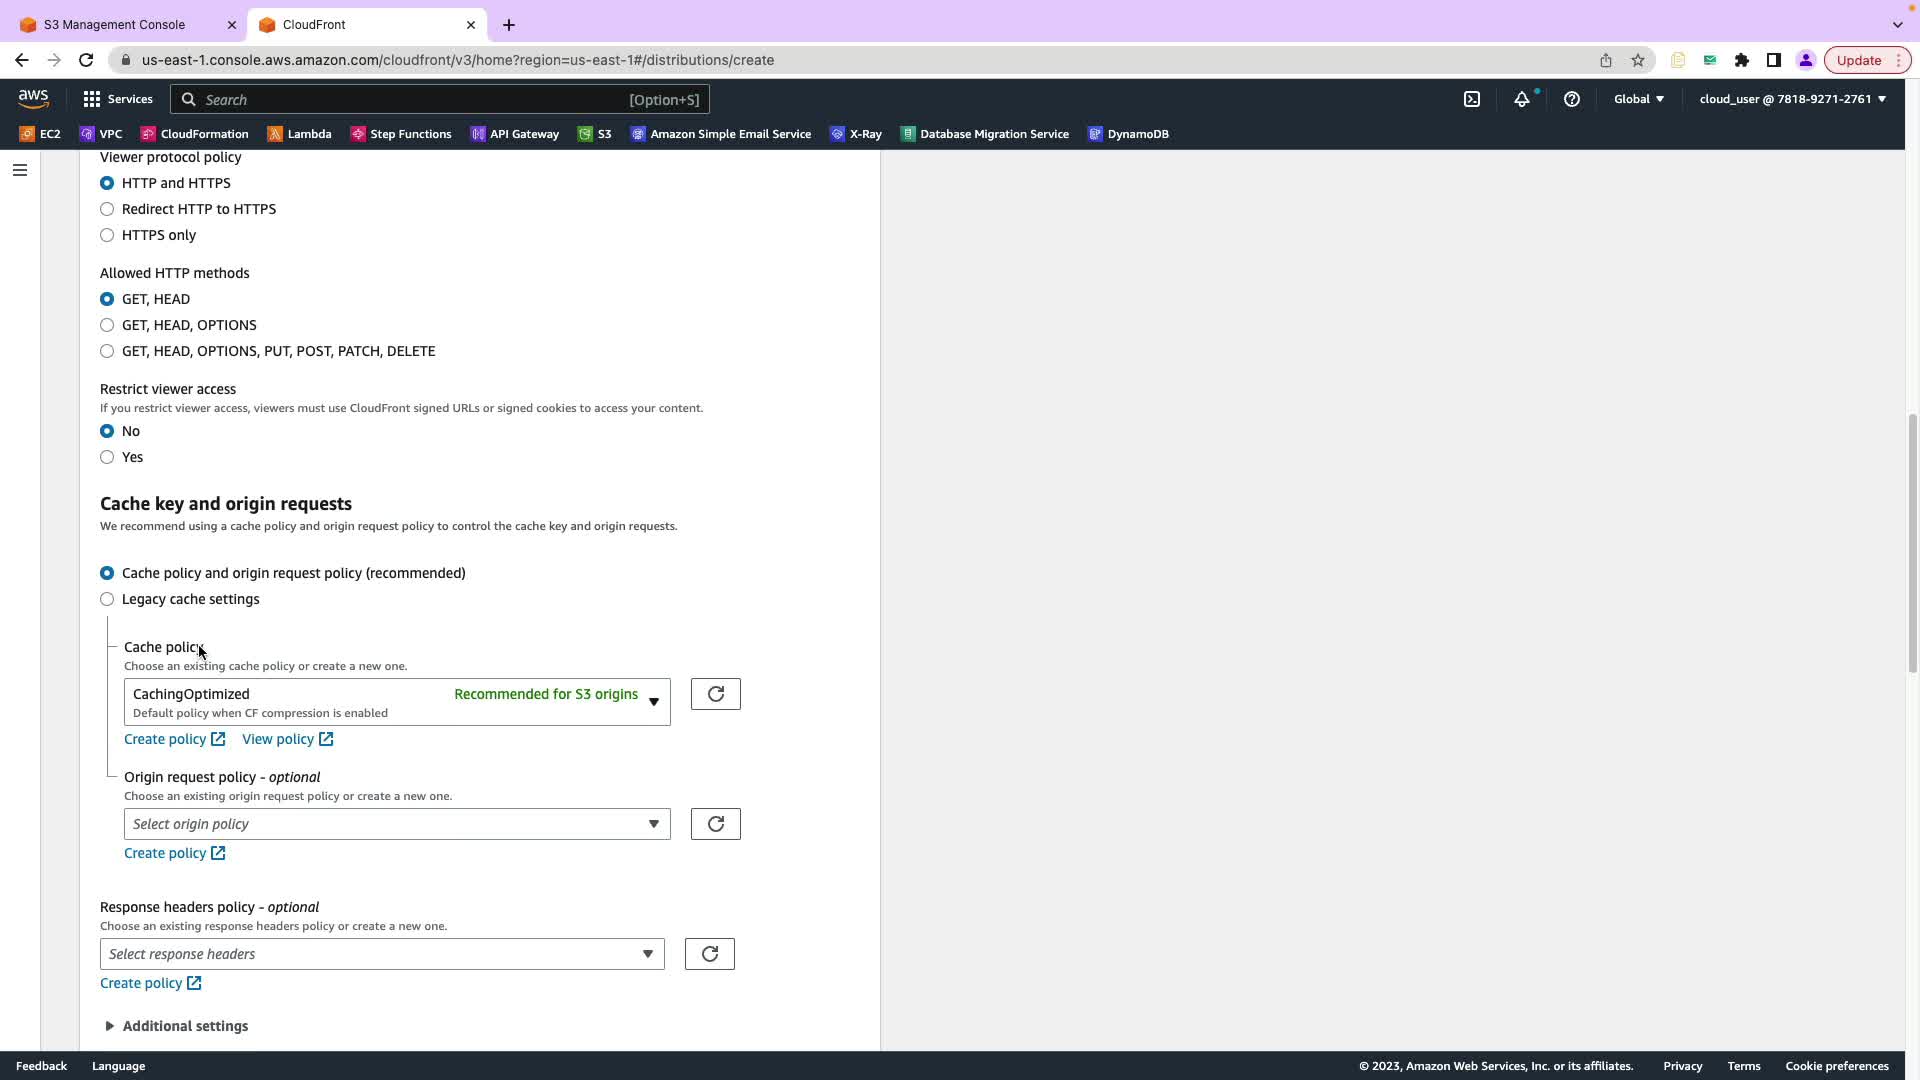 S3 Management Console
CloudFront
us-east-1.console.aws.amazon.com/cloudfront/v3/home?region=us-east-1#/distributions/create
Update
aws
Services
Search
[Option+S]
Global
cloud_user @ 7818-9271-2761
EC2
VPC
CloudFormation
Lambda
Step Functions
API Gateway
S3
Amazon Simple Email Service
X-Ray
Database Migration Service
DynamoDB
Viewer protocol policy
HTTP and HTTPS
Redirect HTTP to HTTPS
HTTPS only
Allowed HTTP methods
GET, HEAD
GET, HEAD, OPTIONS
GET, HEAD, OPTIONS, PUT, POST, PATCH, DELETE
Restrict viewer access
If you restrict viewer access, viewers must use CloudFront signed URLs or signed cookies to access your content.
No
Yes
Cache key and origin requests
We recommend using a cache policy and origin request policy to control the cache key and origin requests.
Cache policy and origin request policy (recommended)
Legacy cache settings
Cache policy
Choose an existing cache policy or create a new one.
CachingOptimized
Recommended for S3 origins
Default policy when CF compression is enabled
Create policy
View policy
Origin request policy - optional
Choose an existing origin request policy or create a new one.
Select origin policy
Create policy
Response headers policy - optional
Choose an existing response headers policy or create a new one.
Select response headers
Create policy
Additional settings
Feedback
Language
© 2023, Amazon Web Services, Inc. or its affiliates.
Privacy
Terms
Cookie preferences